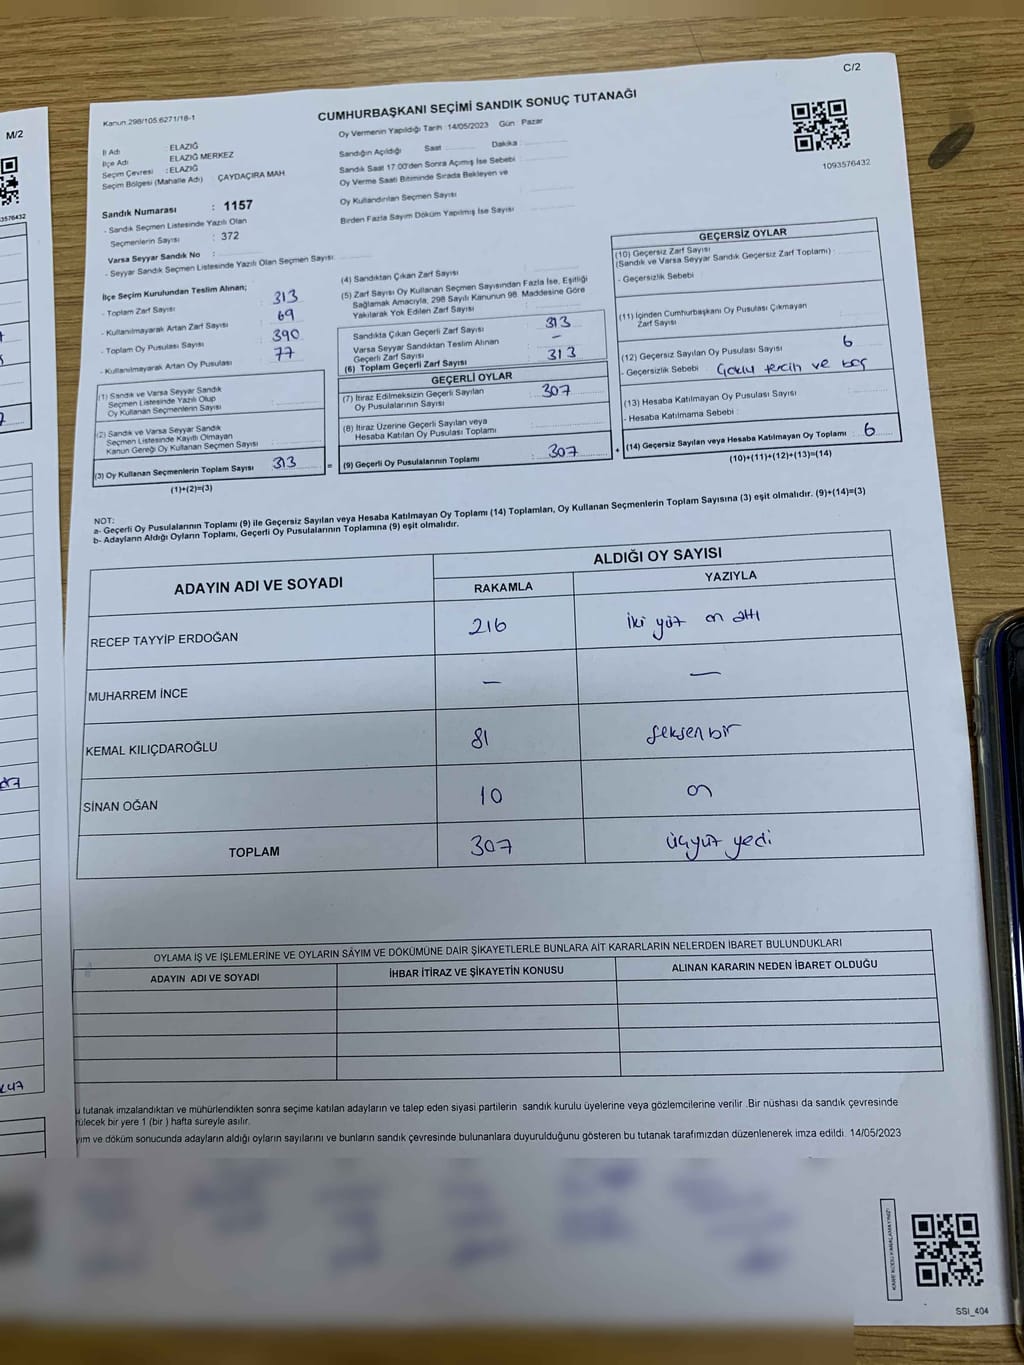 C/2
M/2
Kanun 298/105 6271/18-1
CUMHURBAŞKANI SEÇİMİ SANDIK SONUÇ TUTANAĞI
Oy Vermenin Yapıldığı Tarih :14/05/2023 Gün : Pazar
İl Adı : ELAZIĞ
İlçe Adı : ELAZIĞ MERKEZ
Seçim Çevresi : ELAZIĞ
Seçim Bölgesi (Mahalle Adı) : ÇAYDAÇIRA MAH
Sandık Numarası : 1157
- Sandık Seçmen Listesinde Yazılı Olan
Seçmenlerin Sayısı : 372
Varsa Seyyar Sandık No :
- Seyyar Sandık Seçmen Listesinde Yazılı Olan Seçmen Sayısı:
Sandığın Açıldığı Saat Dakika :
Sandık Saat 17:00'den Sonra Açımış İse Sebebi :
Oy Verme Saati Bitiminde Sırada Bekleyen ve
Oy Kullandırılan Seçmen Sayısı :
Birden Fazla Sayım Döküm Yapılmış İse Sayısı :
1093576432
3576432
İlçe Seçim Kurulundan Teslim Alınan;
- Toplam Zarf Sayısı : 313
- Kullanılmayarak Artan Zarf Sayısı : 69
- Toplam Oy Pusulası Sayısı : 390
- Kullanılmayarak Artan Oy Pusulası : 77
(1) Sandık ve Varsa Seyyar Sandık
Seçmen Listesinde Yazılı Olup
Oy Kullanan Seçmenlerin Sayısı :
(2) Sandık ve Varsa Seyyar Sandık
Seçmen Listesinde Kayıtlı Olmayan
Kanun Gereği Oy Kullanan Seçmen Sayısı :
(3) Oy Kullanan Seçmenlerin Toplam Sayısı : 313
(1)+(2)=(3)
=
(4) Sandıktan Çıkan Zarf Sayısı :
(5) Zarf Sayısı Oy Kullanan Seçmen Sayısından Fazla İse, Eşitliği
Sağlamak Amacıyla, 298 Sayılı Kanunun 98. Maddesine Göre
Yakılarak Yok Edilen Zarf Sayısı :
Sandıkta Çıkan Geçerli Zarf Sayısı : 313
Varsa Seyyar Sandıktan Teslim Alınan
Geçerli Zarf Sayısı : –
(6) Toplam Geçerli Zarf Sayısı : 313
GEÇERLİ OYLAR
(7) İtiraz Edilmeksizin Geçerli Sayılan
Oy Pusulalarının Sayısı : 307
(8) İtiraz Üzerine Geçerli Sayılan veya
Hesaba Katılan Oy Pusulası Toplamı :
(9) Geçerli Oy Pusulalarının Toplamı : 307
+
GEÇERSİZ OYLAR
(10) Geçersiz Zarf Sayısı
(Sandık ve Varsa Seyyar Sandık Geçersiz Zarf Toplamı) :
- Geçersizlik Sebebi :
(11) İçinden Cumhurbaşkanı Oy Pusulası Çıkmayan
Zarf Sayısı :
(12) Geçersiz Sayılan Oy Pusulası Sayısı : 6
- Geçersizlik Sebebi : Çoklu tercih ve boş
(13) Hesaba Katılmayan Oy Pusulası Sayısı :
- Hesaba Katılmama Sebebi :
(14) Geçersiz Sayılan veya Hesaba Katılmayan Oy Toplamı : 6
(10)+(11)+(12)+(13)=(14)
NOT:
a- Geçerli Oy Pusulalarının Toplamı (9) ile Geçersiz Sayılan veya Hesaba Katılmayan Oy Toplamı (14) Toplamları, Oy Kullanan Seçmenlerin Toplam Sayısına (3) eşit olmalıdır. (9)+(14)=(3)
b- Adayların Aldığı Oyların Toplamı, Geçerli Oy Pusulalarının Toplamına (9) eşit olmalıdır.
ADAYIN ADI VE SOYADI
ALDIĞI OY SAYISI
RAKAMLA YAZIYLA
RECEP TAYYİP ERDOĞAN 216 iki yüz on altı
MUHARREM İNCE – –
KEMAL KILIÇDAROĞLU 81 seksen bir
SİNAN OĞAN 10 on
TOPLAM 307 üçyüz yedi
OYLAMA İŞ VE İŞLEMLERİNE VE OYLARIN SAYIM VE DÖKÜMÜNE DAİR ŞİKAYETLERLE BUNLARA AİT KARARLARIN NELERDEN İBARET BULUNDUKLARI
ADAYIN ADI VE SOYADI İHBAR İTİRAZ VE ŞİKAYETİN KONUSU ALINAN KARARIN NEDEN İBARET OLDUĞU
u tutanak imzalandıktan ve mühürlendikten sonra seçime katılan adayların ve talep eden siyasi partilerin sandık kurulu üyelerine veya gözlemcilerine verilir .Bir nüshası da sandık çevresinde
rülecek bir yere 1 (bir ) hafta süreyle asılır.
yım ve döküm sonucunda adayların aldığı oyların sayılarını ve bunların sandık çevresinde bulunanlara duyurulduğunu gösteren bu tutanak tarafımızdan düzenlenerek imza edildi. 14/05/2023
SSI_404